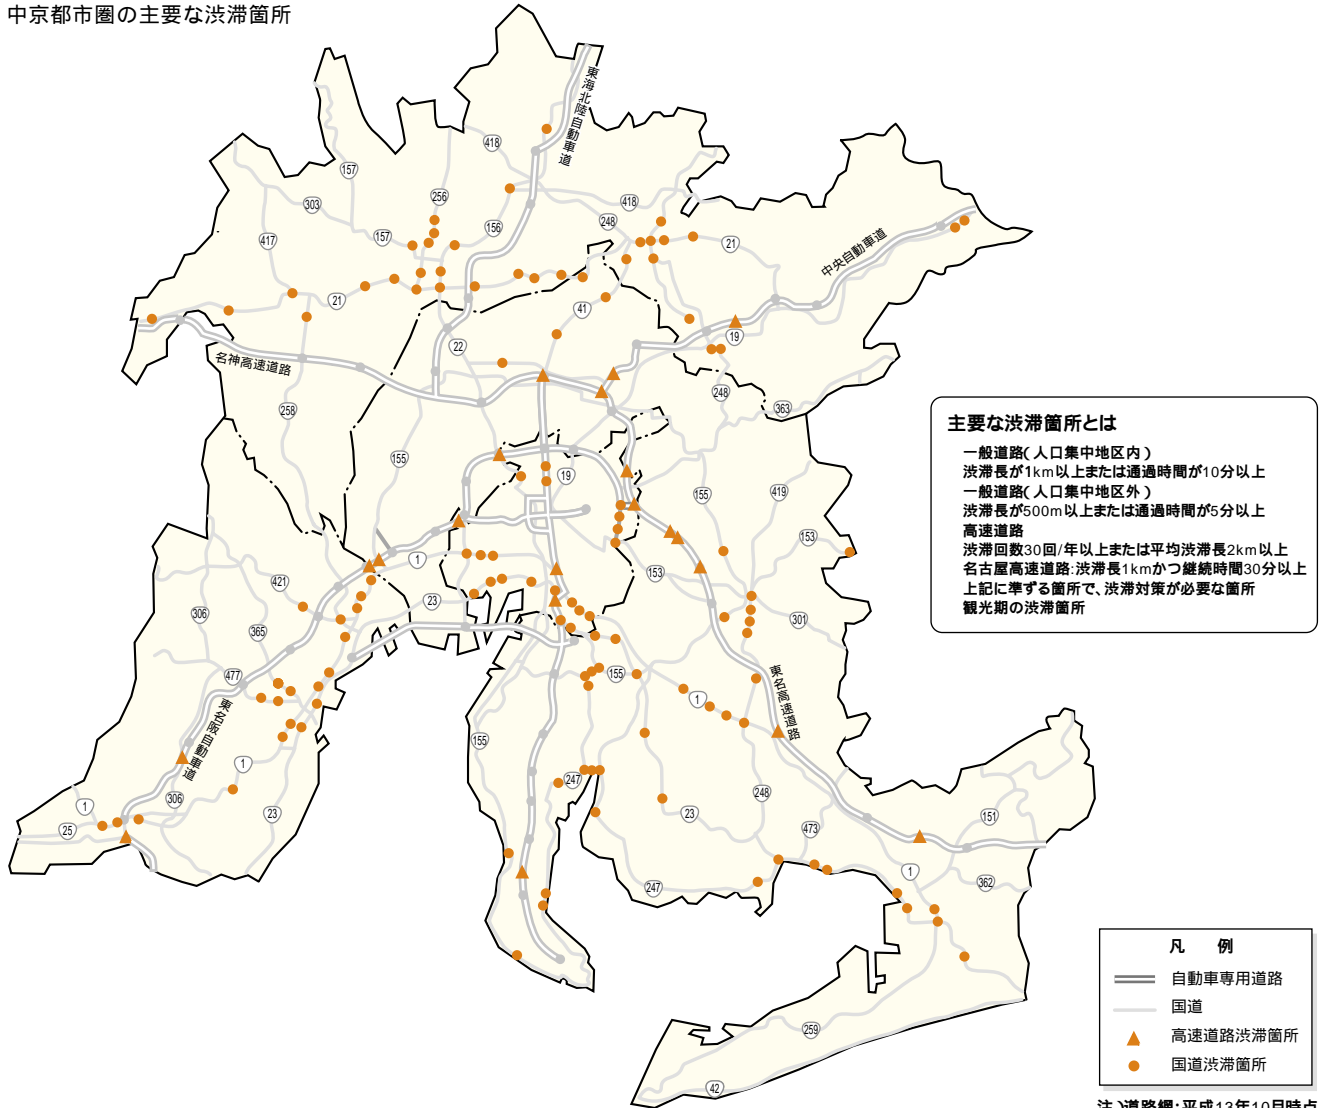 中京都市圏の主要な渋滞箇所
東海北陸自動車道
418
157
256
303
418
156
248
157
417
21
中央自動車道
21
41
22
19
名神高速道路
248
363
258
155
19
155
419
153
1
153
421
23
306
301
365
477
155
東名高速道路
1
東名阪自動車道
155
1
247
248
306
23
23
1
25
151
473
1
362
247
259
42
主要な渋滞箇所とは
一般道路(人口集中地区内)
渋滞長が1km以上または通過時間が10分以上
一般道路(人口集中地区外)
渋滞長が500m以上または通過時間が5分以上
高速道路
渋滞回数30回/年以上または平均渋滞長2km以上
名古屋高速道路:渋滞長1kmかつ継続時間30分以上
上記に準ずる箇所で、渋滞対策が必要な箇所
観光期の渋滞箇所
凡 例
自動車専用道路
国道
高速道路渋滞箇所
国道渋滞箇所
注)道路網:平成13年10月時点